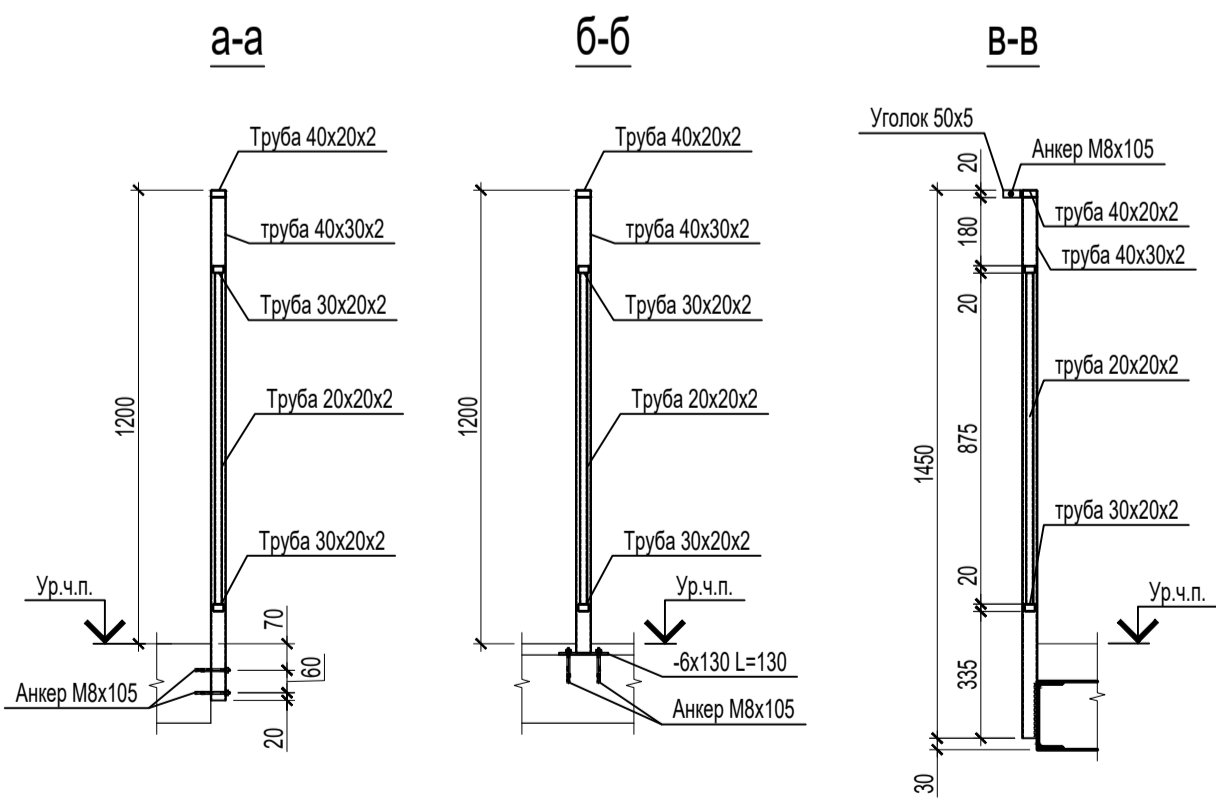 а-а
Труба 40х20х2
труба 40х30х2
Труба 30х20х2
Труба 20х20х2
Труба 30х20х2
1200
Ур.ч.п.
70
60
Анкер М8х105
20
б-б
Труба 40х20х2
труба 40х30х2
Труба 30х20х2
Труба 20х20х2
Труба 30х20х2
1200
Ур.ч.п.
-6х130 L=130
Анкер М8х105
в-в
Уголок 50х5
20
Анкер М8х105
труба 40х20х2
180
труба 40х30х2
20
труба 20х20х2
875
1450
труба 30х20х2
20
Ур.ч.п.
335
30